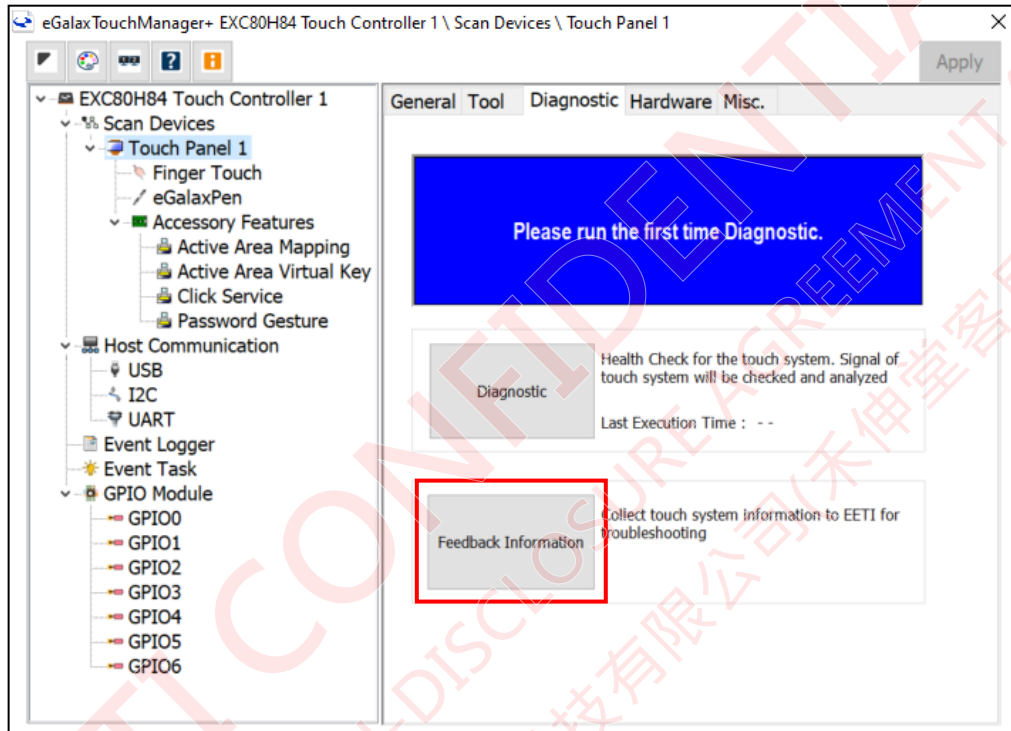 eGalaxTouchManager+ EXC80H84 Touch Controller 1 \ Scan Devices \ Touch Panel 1
Apply
EXC80H84 Touch Controller 1
Scan Devices
Touch Panel 1
Finger Touch
eGalaxPen
Accessory Features
Active Area Mapping
Active Area Virtual Key
Click Service
Password Gesture
Host Communication
USB
I2C
UART
Event Logger
Event Task
GPIO Module
GPIO0
GPIO1
GPIO2
GPIO3
GPIO4
GPIO5
GPIO6
General Tool Diagnostic Hardware Misc.
Please run the first time Diagnostic.
Diagnostic
Health Check for the touch system. Signal of
touch system will be checked and analyzed
Last Execution Time : - -
Feedback Information
Collect touch system information to EETI for
troubleshooting
TI CONFIDENTIA
-DISCLOSURE AGREEMENT
技有限公司(禾伸堂客